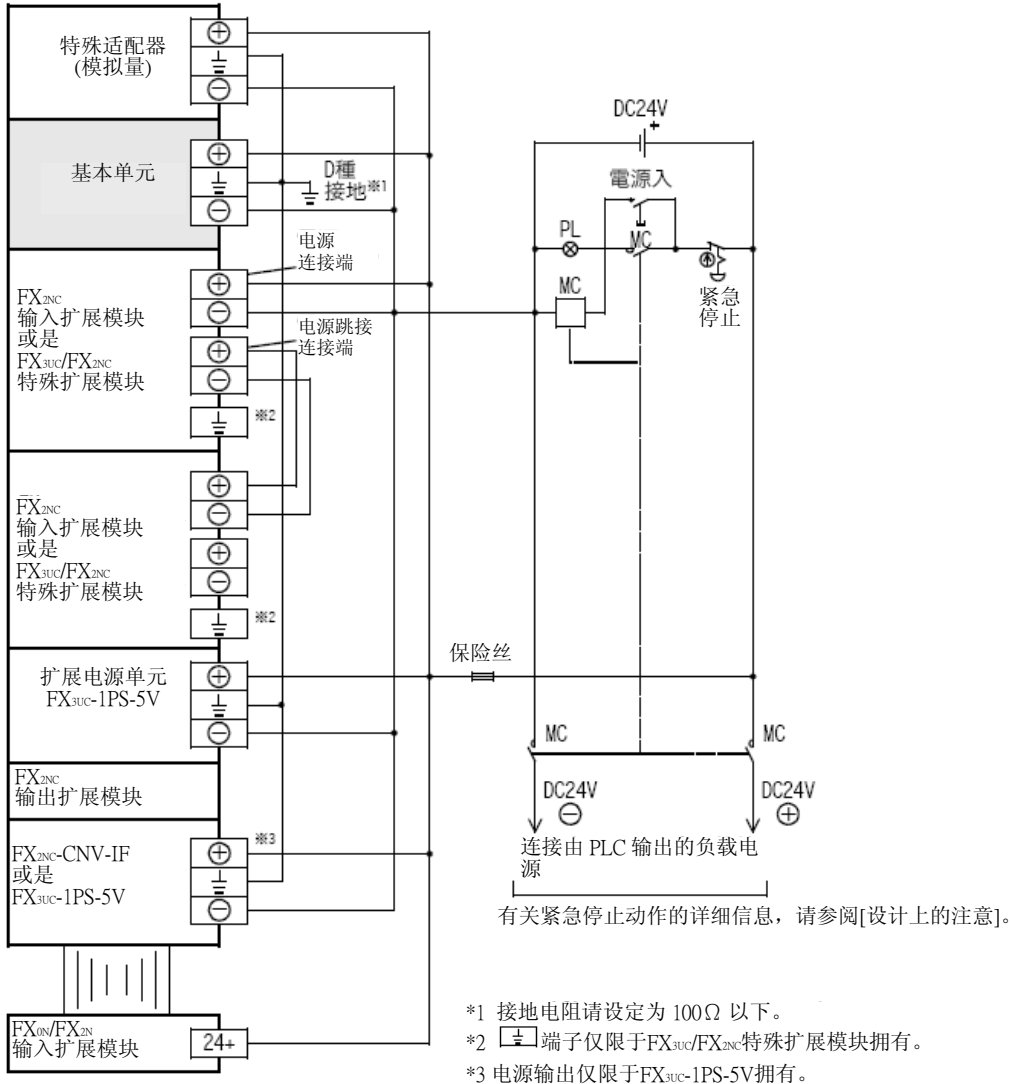 特殊适配器
(模拟量)
基本单元
D種
接地※1
电源
连接端
FX2NC
输入扩展模块
或是
FX3UC/FX2NC
特殊扩展模块
电源跳接
连接端
※2
FX2NC
输入扩展模块
或是
FX3UC/FX2NC
特殊扩展模块
※2
扩展电源单元
FX3UC-1PS-5V
FX2NC
输出扩展模块
FX2NC-CNV-IF
或是
FX3UC-1PS-5V
※3
FX0N/FX2N
输入扩展模块
24+
DC24V
+
電源入
PL
MC
MC
紧急
停止
保险丝
MC
MC
DC24V
DC24V
连接由 PLC 输出的负载电
源
有关紧急停止动作的详细信息，请参阅[设计上的注意]。
*1 接地电阻请设定为 100Ω 以下。
*2 端子仅限于FX3UC/FX2NC特殊扩展模块拥有。
*3 电源输出仅限于FX3UC-1PS-5V拥有。